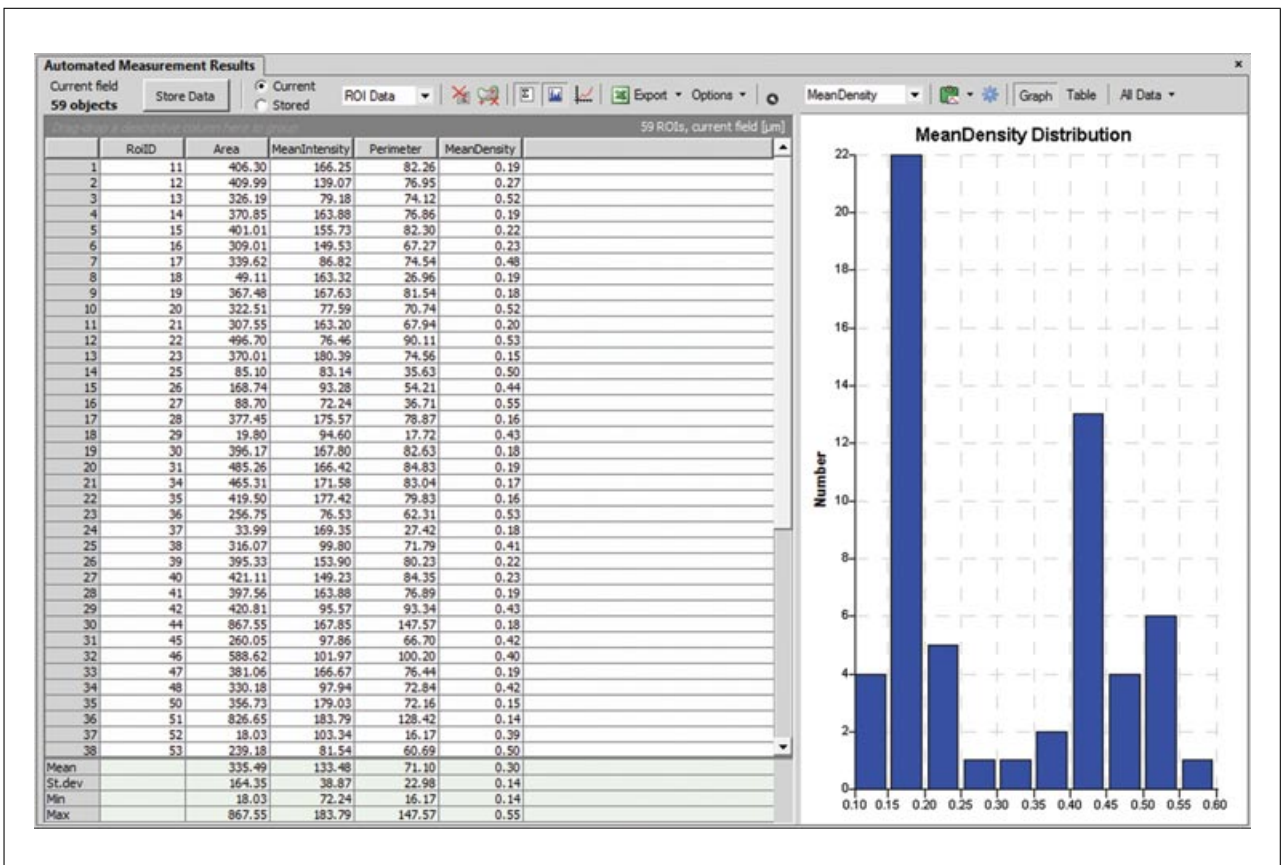 Automated Measurement Results ×
Current field
59 objects
Store Data
Current
Stored
ROI Data
Export
Options
MeanDensity
Graph
Table
All Data
Drag-drop a descriptive column here to group
59 ROIs, current field [µm]
RoiID Area MeanIntensity Perimeter MeanDensity
1 11 406.30 166.25 82.26 0.19
2 12 409.99 139.07 76.95 0.27
3 13 326.19 79.18 74.12 0.52
4 14 370.85 163.88 76.86 0.19
5 15 401.01 155.73 82.30 0.22
6 16 309.01 149.53 67.27 0.23
7 17 339.62 86.82 74.54 0.48
8 18 49.11 163.32 26.96 0.19
9 19 367.48 167.63 81.54 0.18
10 20 322.51 77.59 70.74 0.52
11 21 307.55 163.20 67.94 0.20
12 22 496.70 76.46 90.11 0.53
13 23 370.01 180.39 74.56 0.15
14 25 85.10 83.14 35.63 0.50
15 26 168.74 93.28 54.21 0.44
16 27 88.70 72.24 36.71 0.55
17 28 377.45 175.57 78.87 0.16
18 29 19.80 94.60 17.72 0.43
19 30 396.17 167.80 82.63 0.18
20 31 485.26 166.42 84.83 0.19
21 34 465.31 171.58 83.04 0.17
22 35 419.50 177.42 79.83 0.16
23 36 256.75 76.53 62.31 0.53
24 37 33.99 169.35 27.42 0.18
25 38 316.07 99.80 71.79 0.41
26 39 395.33 153.90 80.23 0.22
27 40 421.11 149.23 84.35 0.23
28 41 397.56 163.88 76.89 0.19
29 42 420.81 95.57 93.34 0.43
30 44 867.55 167.85 147.57 0.18
31 45 260.05 97.86 66.70 0.42
32 46 588.62 101.97 100.20 0.40
33 47 381.06 166.67 76.44 0.19
34 48 330.18 97.94 72.84 0.42
35 50 356.73 179.03 72.16 0.15
36 51 826.65 183.79 128.42 0.14
37 52 18.03 103.34 16.17 0.39
38 53 239.18 81.54 60.69 0.50
Mean 335.49 133.48 71.10 0.30
St.dev 164.35 38.87 22.98 0.14
Min 18.03 72.24 16.17 0.14
Max 867.55 183.79 147.57 0.55
MeanDensity Distribution
22
20
18
16
14
12
10
8
6
4
2
0
Number
0.10 0.15 0.20 0.25 0.30 0.35 0.40 0.45 0.50 0.55 0.60